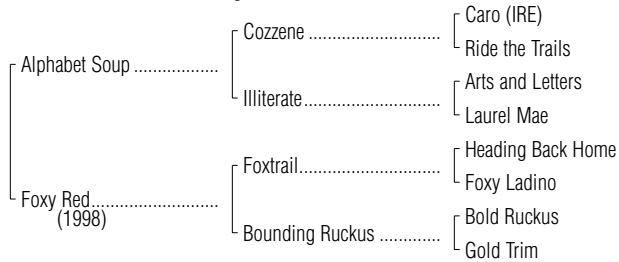 Caro (IRE)
Cozzene ....................
Ride the Trails
Alphabet Soup ..................
Arts and Letters
Illiterate .............................
Laurel Mae
Heading Back Home
Foxtrail..............................
Foxy Ladino
Foxy Red...........................
(1998)
Bold Ruckus
Bounding Ruckus .............
Gold Trim